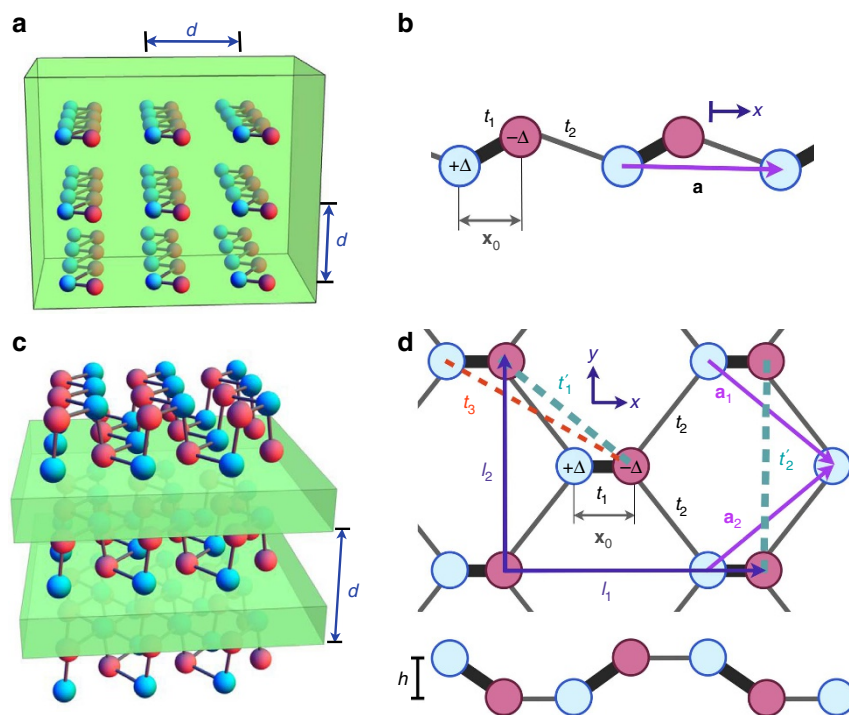 a
d
d
b
t₁
−Δ
t₂
x
+Δ
a
x₀
c
d
d
y
x
t′₁
t₃
a₁
t₂
t′₂
+Δ
−Δ
l₂
t₁
t₂
a₂
x₀
l₁
h